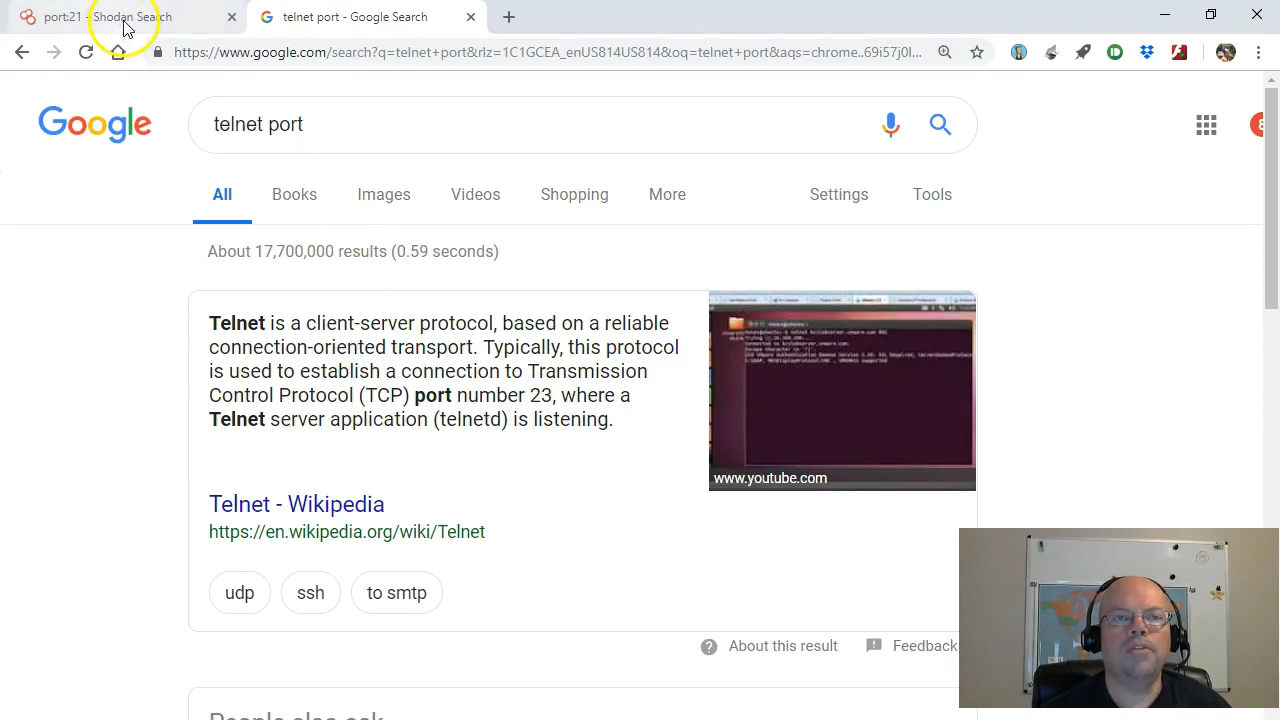 port:21 - Shodan Search
telnet port - Google Search
https://www.google.com/search?q=telnet+port&rlz=1C1GCEA_enUS814US814&oq=telnet+port&aqs=chrome..69i57j0l...
Google
telnet port
All Books Images Videos Shopping More Settings Tools
About 17,700,000 results (0.59 seconds)
Telnet is a client-server protocol, based on a reliable
connection-oriented transport. Typically, this protocol
is used to establish a connection to Transmission
Control Protocol (TCP) port number 23, where a
Telnet server application (telnetd) is listening.
www.youtube.com
Telnet - Wikipedia
https://en.wikipedia.org/wiki/Telnet
udp ssh to smtp
About this result Feedback
People also ask